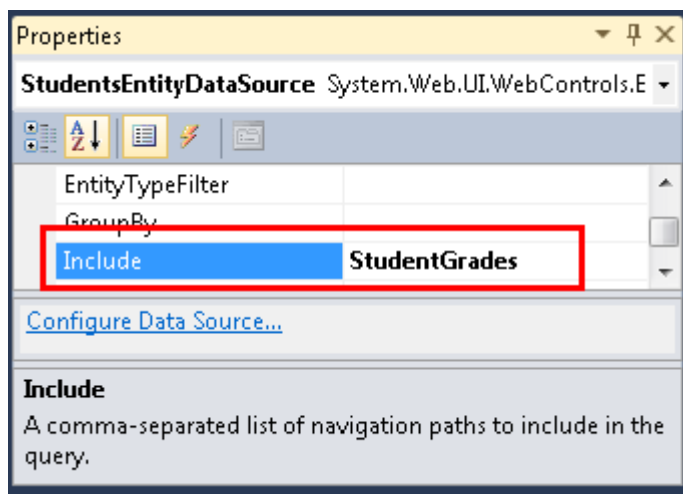 Properties
StudentsEntityDataSource System.Web.UI.WebControls.E
EntityTypeFilter
GroupBy
Include StudentGrades
Configure Data Source...
Include
A comma-separated list of navigation paths to include in the
query.